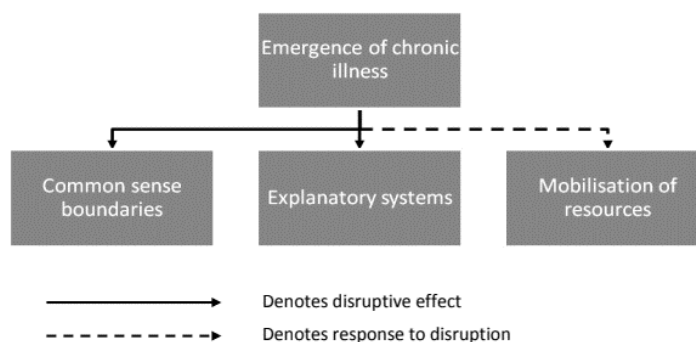 Emergence of chronic
illness
Common sense
boundaries
Explanatory systems
Mobilisation of
resources
Denotes disruptive effect
Denotes response to disruption